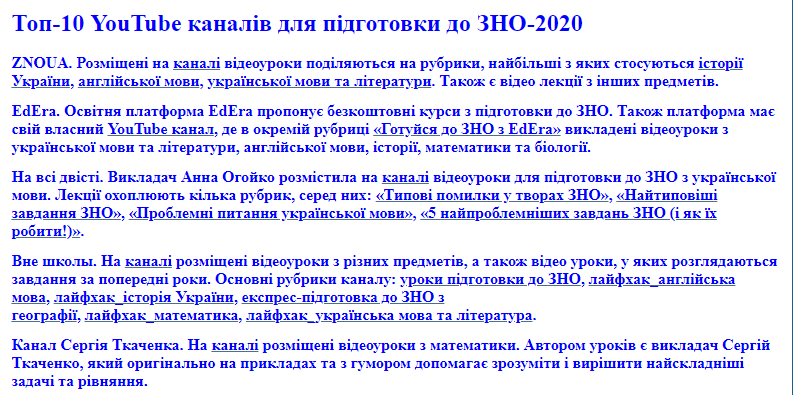 Топ-10 YouTube каналів для підготовки до ЗНО-2020
ZNOUA. Розміщені на каналі відеоуроки поділяються на рубрики, найбільші з яких стосуються історії
України, англійської мови, української мови та літератури. Також є відео лекції з інших предметів.
EdEra. Освітня платформа EdEra пропонує безкоштовні курси з підготовки до ЗНО. Також платформа має
свій власний YouTube канал, де в окремій рубриці «Готуйся до ЗНО з EdEra» викладені відеоуроки з
української мови та літератури, англійської мови, історії, математики та біології.
На всі двісті. Викладач Анна Огойко розмістила на каналі відеоуроки для підготовки до ЗНО з української
мови. Лекції охоплюють кілька рубрик, серед них: «Типові помилки у творах ЗНО», «Найтиповіші
завдання ЗНО», «Проблемні питання української мови», «5 найпроблемніших завдань ЗНО (і як їх
робити!)».
Вне школы. На каналі розміщені відеоуроки з різних предметів, а також відео уроки, у яких розглядаються
завдання за попередні роки. Основні рубрики каналу: уроки підготовки до ЗНО, лайфхак_англійська
мова, лайфхак_історія України, експрес-підготовка до ЗНО з
географії, лайфхак_математика, лайфхак_українська мова та література.
Канал Сергія Ткаченка. На каналі розміщені відеоуроки з математики. Автором уроків є викладач Сергій
Ткаченко, який оригінально на прикладах та з гумором допомагає зрозуміти і вирішити найскладніші
задачі та рівняння.